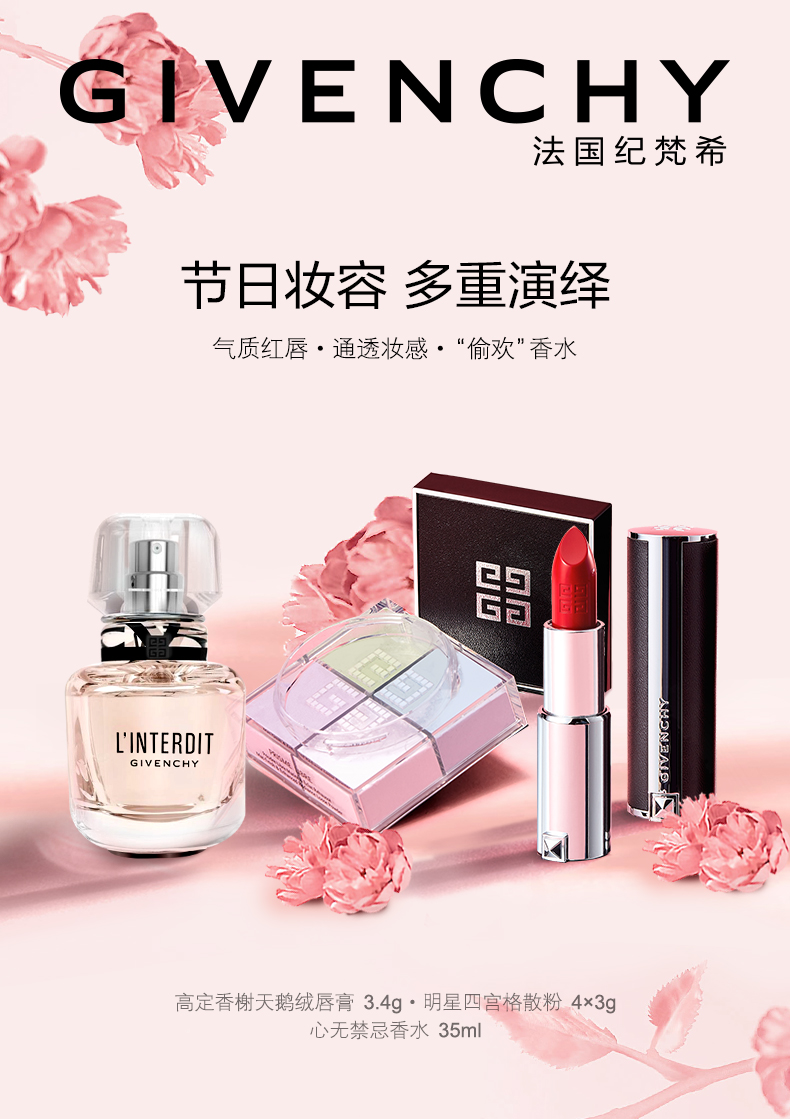 GIVENCHY
法国纪梵希
节日妆容 多重演绎
气质红唇·通透妆感·“偷欢”香水
L'INTERDIT
GIVENCHY
PRISME LIBRE
GIVENCHY
高定香榭天鹅绒唇膏 3.4g·明星四宫格散粉 4×3g
心无禁忌香水 35ml